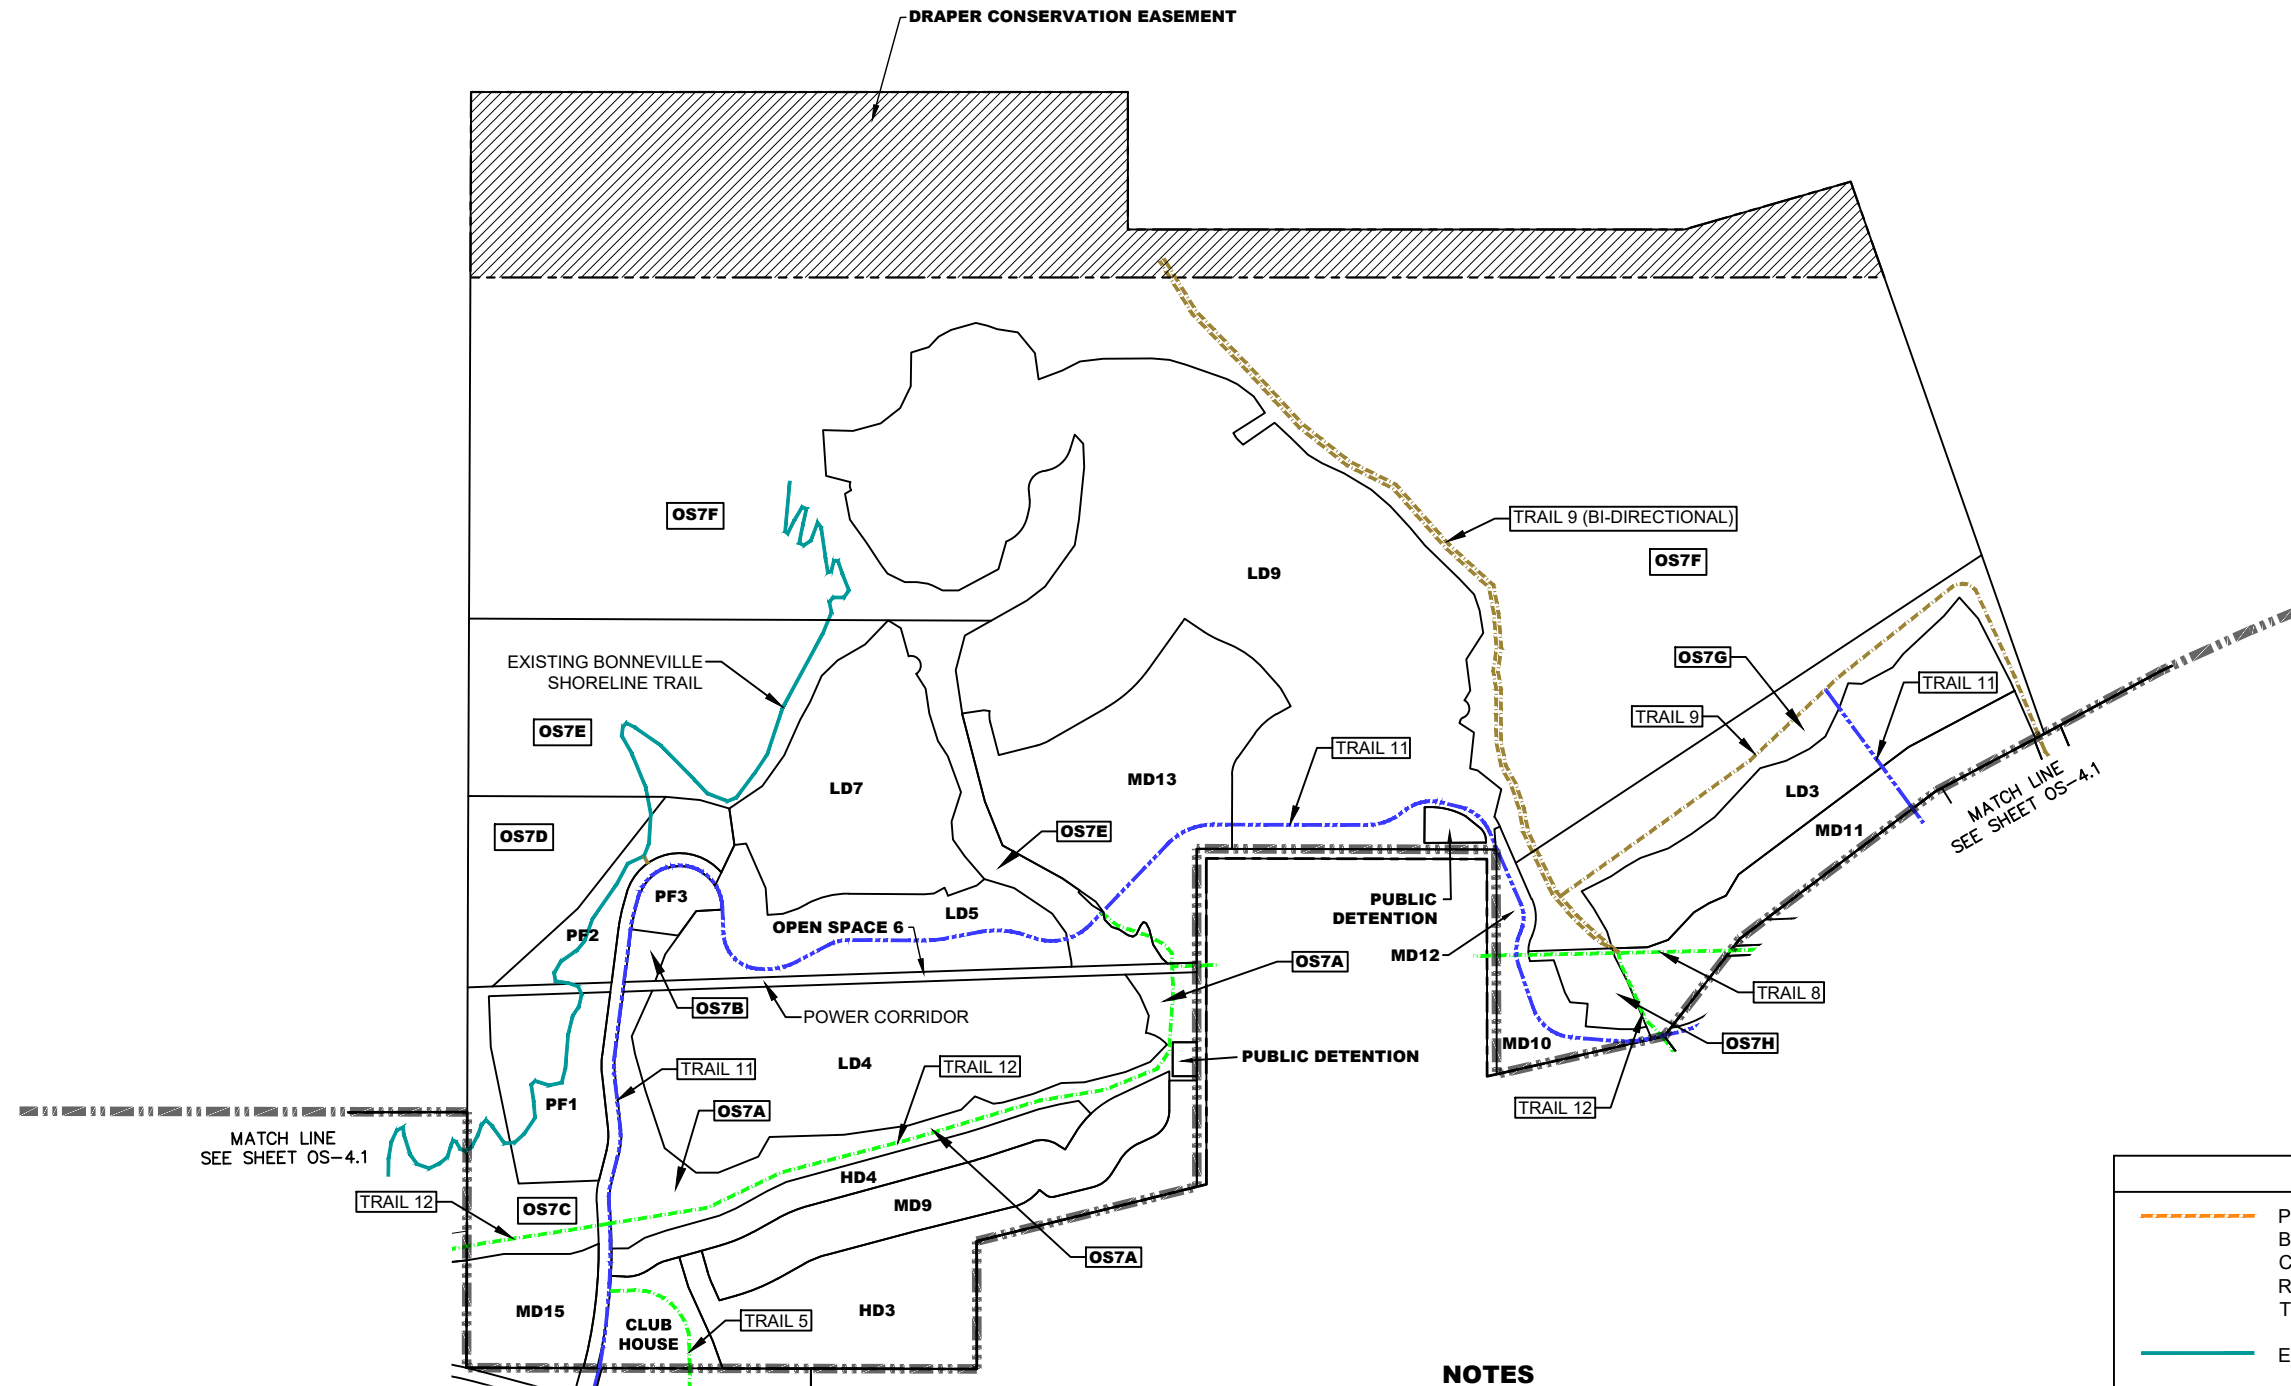 DRAPER CONSERVATION EASEMENT
OS7F
TRAIL 9 (BI-DIRECTIONAL)
OS7F
LD9
EXISTING BONNEVILLE
SHORELINE TRAIL
OS7G
TRAIL 11
TRAIL 9
OS7E
TRAIL 11
MD13
LD7
LD3
MATCH LINE
SEE SHEET OS-4.1
OS7D
OS7E
MD11
PF3
PUBLIC
DETENTION
LD5
OPEN SPACE 6
PF2
MD12
OS7A
TRAIL 8
OS7B
POWER CORRIDOR
MD10
OS7H
PUBLIC DETENTION
LD4
TRAIL 12
TRAIL 11
PF1
OS7A
TRAIL 12
MATCH LINE
SEE SHEET OS-4.1
HD4
TRAIL 12
OS7C
MD9
OS7A
MD15
HD3
CLUB
HOUSE
TRAIL 5
NOTES
P
B
C
R
T
E